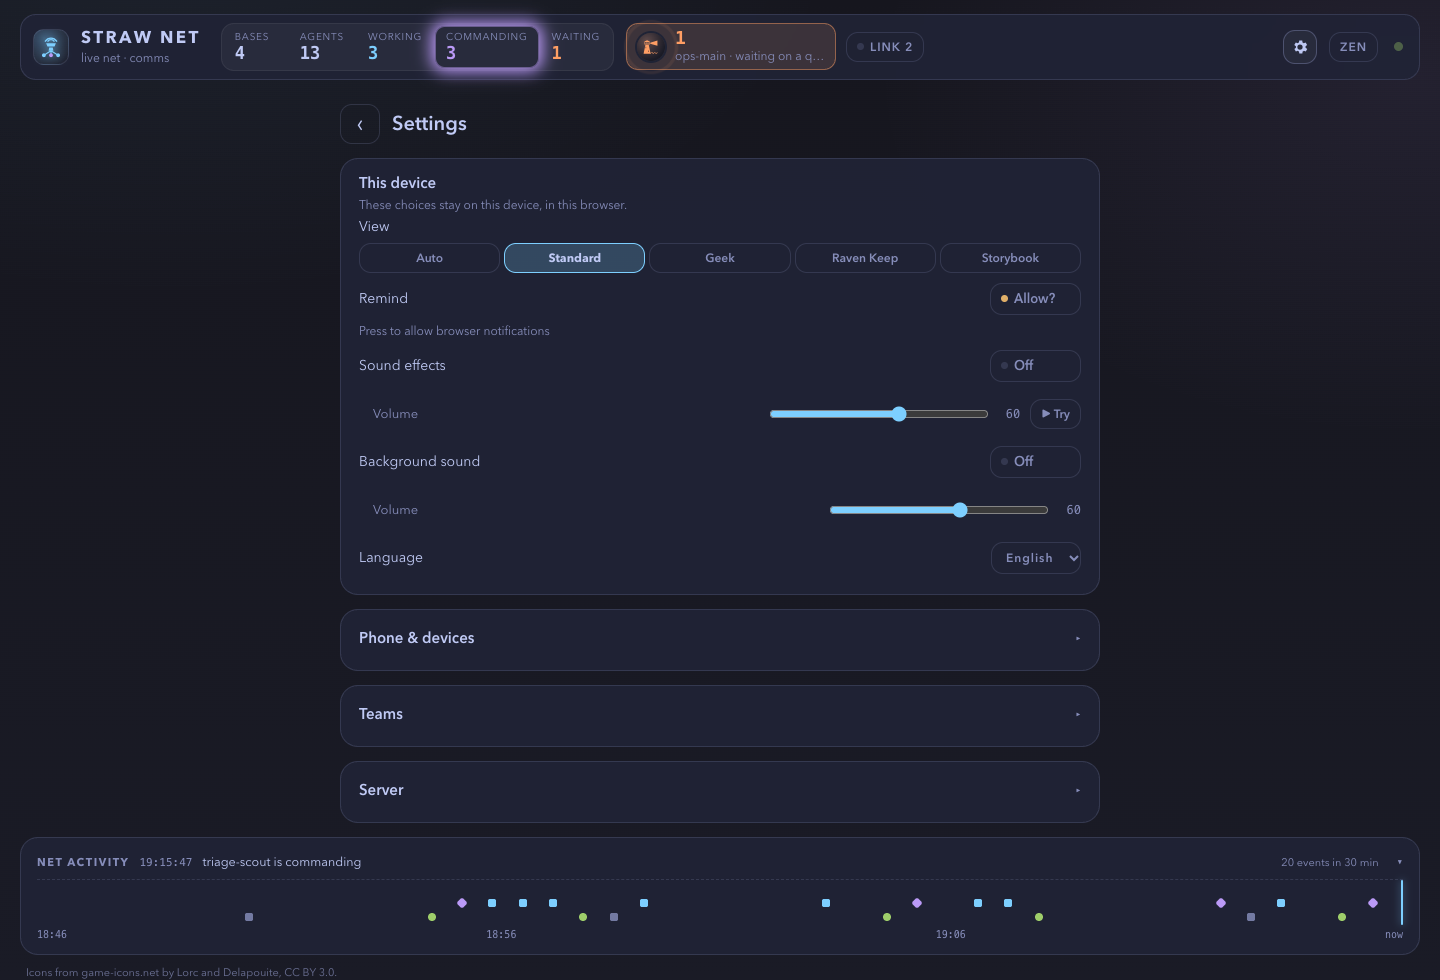 STRAW NET
live net · comms
BASES
4
AGENTS
13
WORKING
3
COMMANDING
3
WAITING
1
1
ops-main · waiting on a q…
LINK 2
ZEN
Settings
This device
These choices stay on this device, in this browser.
View
Auto
Standard
Geek
Raven Keep
Storybook
Remind
Allow?
Press to allow browser notifications
Sound effects
Off
Volume
60
Try
Background sound
Off
Volume
60
Language
English
Phone & devices
Teams
Server
NET ACTIVITY 19:15:47 triage-scout is commanding
20 events in 30 min
18:46
18:56
19:06
now
Icons from game-icons.net by Lorc and Delapouite, CC BY 3.0.